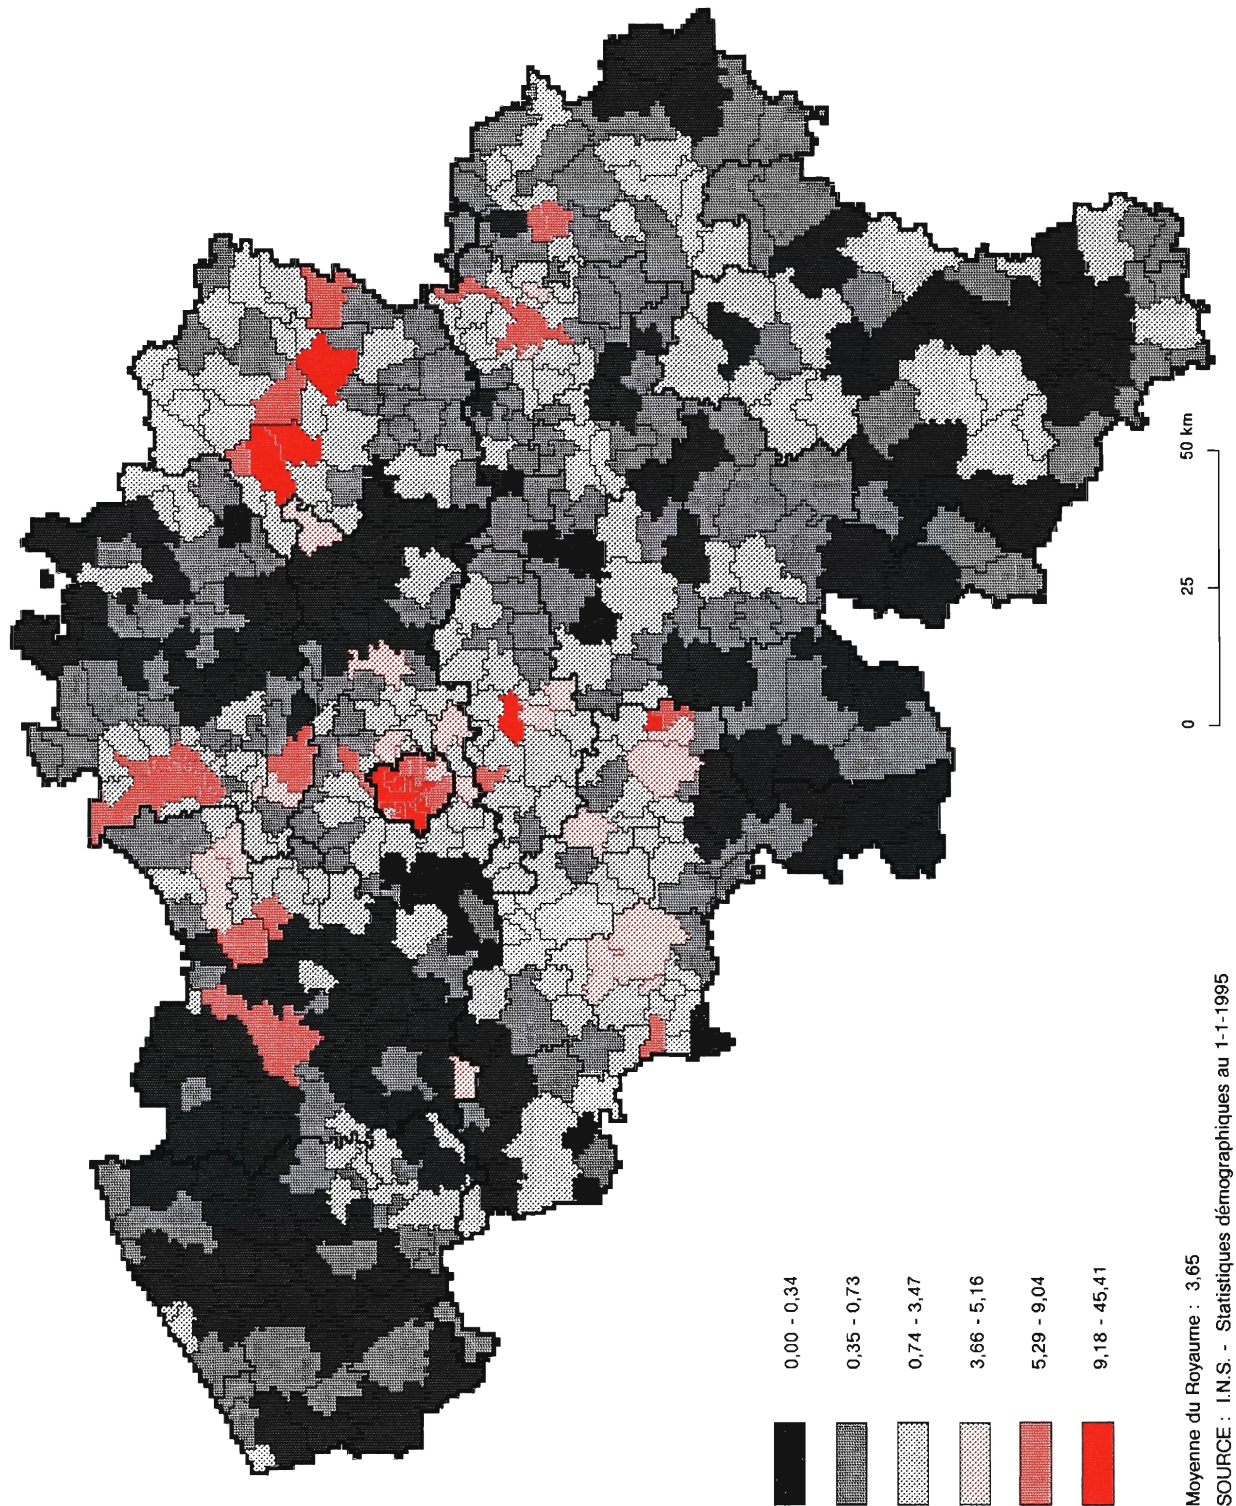 0,00 - 0,34
0,35 - 0,73
0,74 - 3,47
3,66 - 5,16
5,29 - 9,04
9,18 - 45,41
Moyenne du Royaume : 3,65
SOURCE : I.N.S. - Statistiques démographiques au 1-1-1995
0 25 50 km